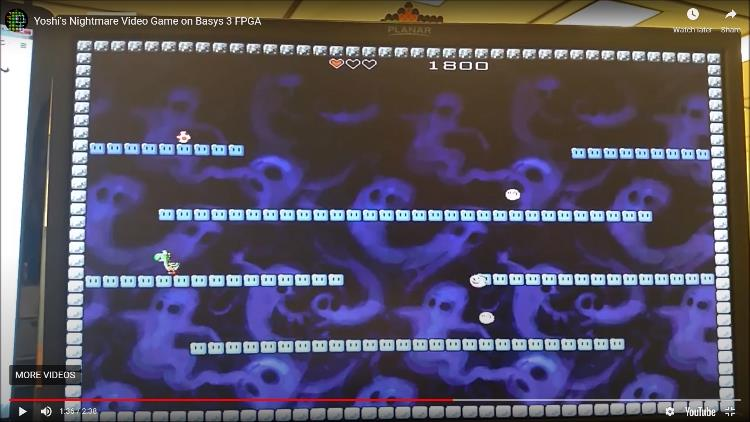 Yoshi's Nightmare Video Game on Basys 3 FPGA
Watch later
Share
PLANAR
1800
MORE VIDEOS
1:36 / 2:38
YouTube